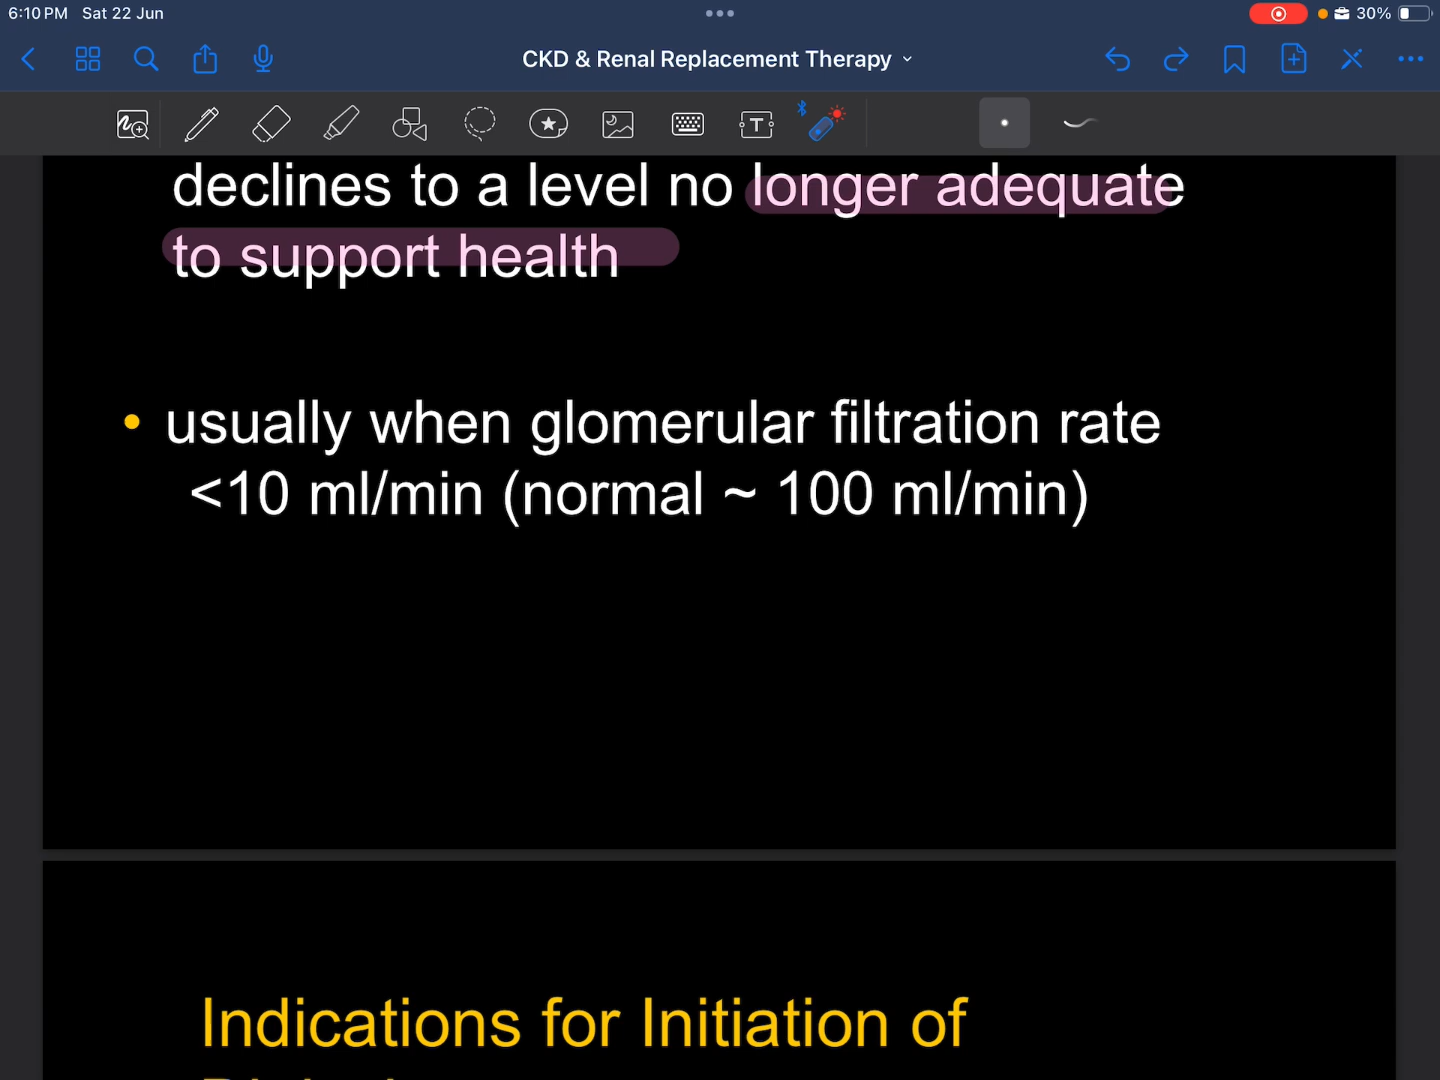 6:10 PM Sat 22 Jun
30%
CKD & Renal Replacement Therapy
T
declines to a level no longer adequate
to support health
• usually when glomerular filtration rate
<10 ml/min (normal ~ 100 ml/min)
Indications for Initiation of